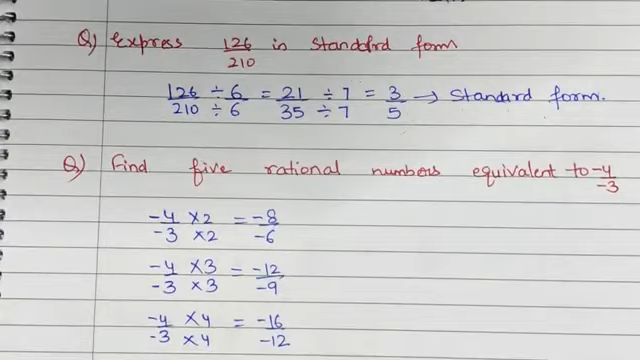 Q) Express 126/210 in standard form
126 ÷ 6 / 210 ÷ 6 = 21 ÷ 7 / 35 ÷ 7 = 3/5 → Standard form.
Q) Find five rational numbers equivalent to -4/-3
-4 × 2 / -3 × 2 = -8/-6
-4 × 3 / -3 × 3 = -12/-9
-4 × 4 / -3 × 4 = -16/-12